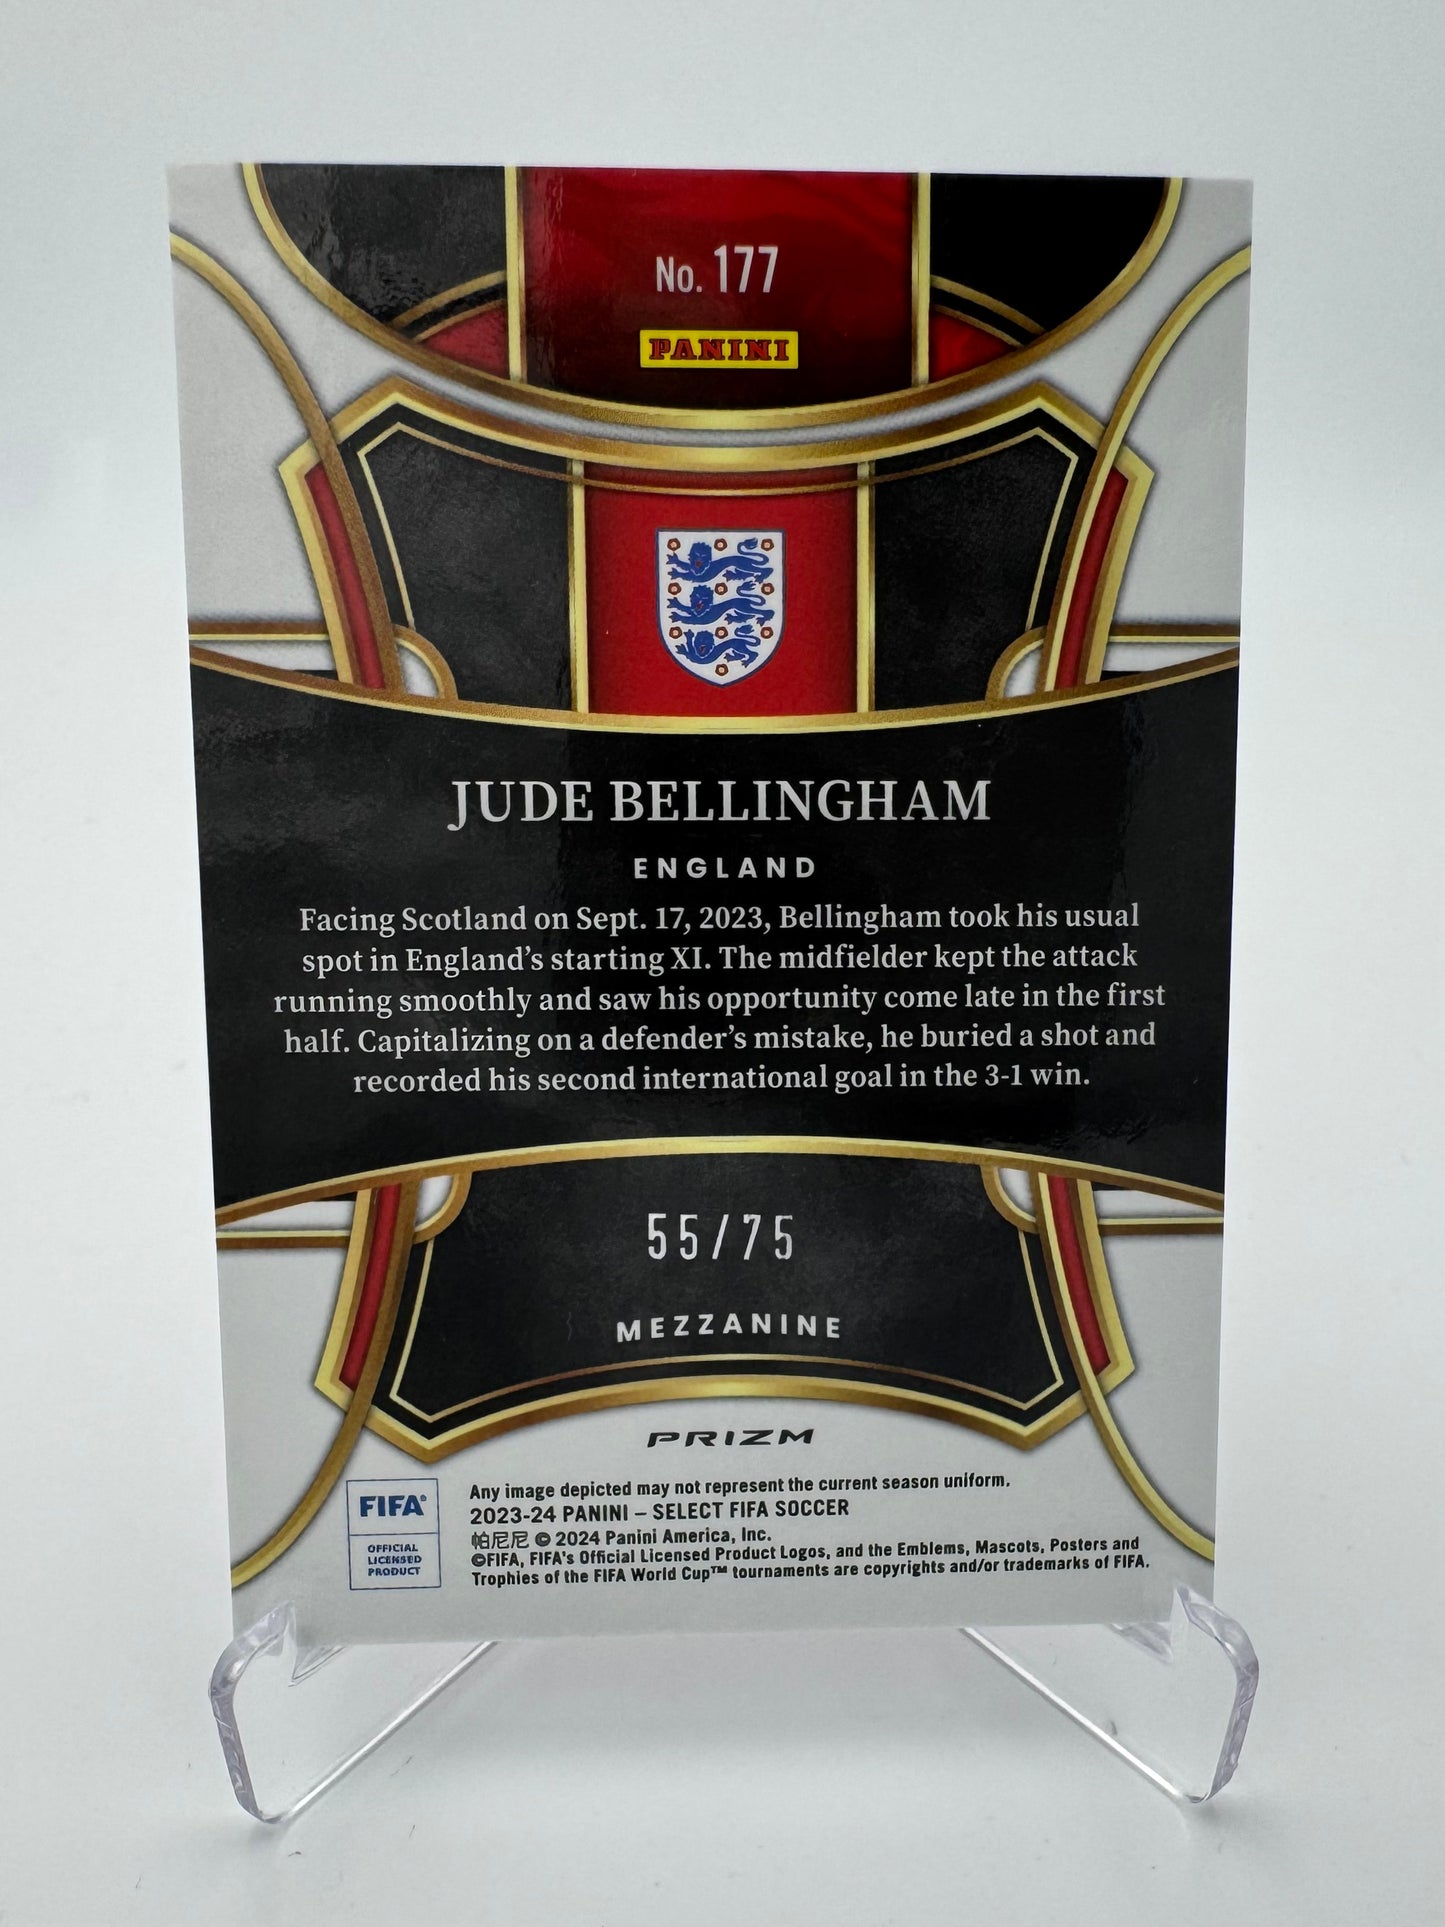 No. 177
PANINI
JUDE BELLINGHAM
ENGLAND
Facing Scotland on Sept. 17, 2023, Bellingham took his usual
spot in England’s starting XI. The midfielder kept the attack
running smoothly and saw his opportunity come late in the first
half. Capitalizing on a defender’s mistake, he buried a shot and
recorded his second international goal in the 3-1 win.
55/75
MEZZANINE
PRIZM
FIFA®
OFFICIAL
LICENSED
PRODUCT
Any image depicted may not represent the current season uniform.
2023-24 PANINI – SELECT FIFA SOCCER
帕尼尼 © 2024 Panini America, Inc.
©FIFA, FIFA's Official Licensed Product Logos, and the Emblems, Mascots, Posters and
Trophies of the FIFA World Cup™ tournaments are copyrights and/or trademarks of FIFA.